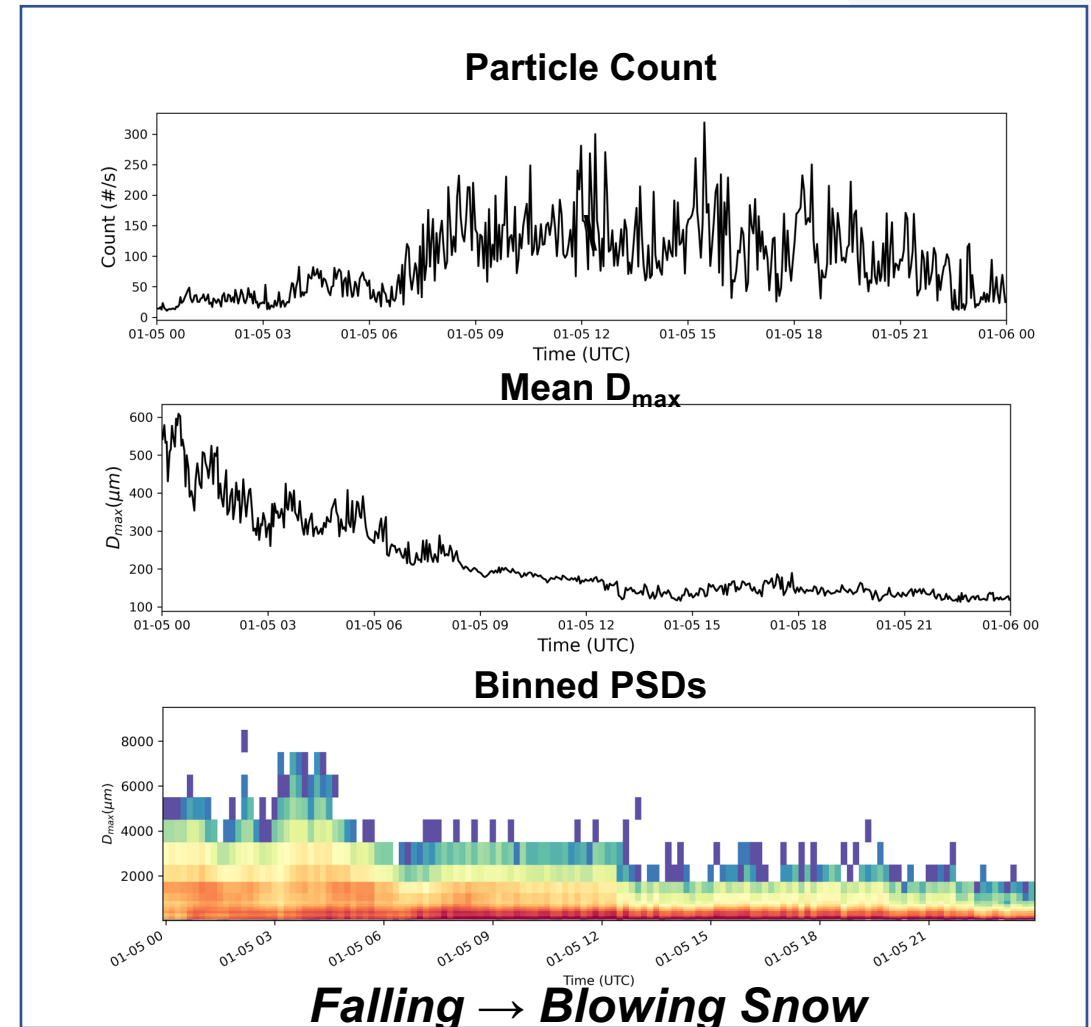 Particle Count
300
250
200
150
100
50
0
Count (#/s)
01-05 00 01-05 03 01-05 06 01-05 09 01-05 12 01-05 15 01-05 18 01-05 21 01-06 00
Time (UTC)
Mean Dmax
600
500
400
300
200
100
Dmax(μm)
01-05 00 01-05 03 01-05 06 01-05 09 01-05 12 01-05 15 01-05 18 01-05 21 01-06 00
Time (UTC)
Binned PSDs
8000
6000
4000
2000
Dmax(μm)
01-05 00 01-05 03 01-05 06 01-05 09 01-05 12 01-05 15 01-05 18 01-05 21
Time (UTC)
Falling → Blowing Snow